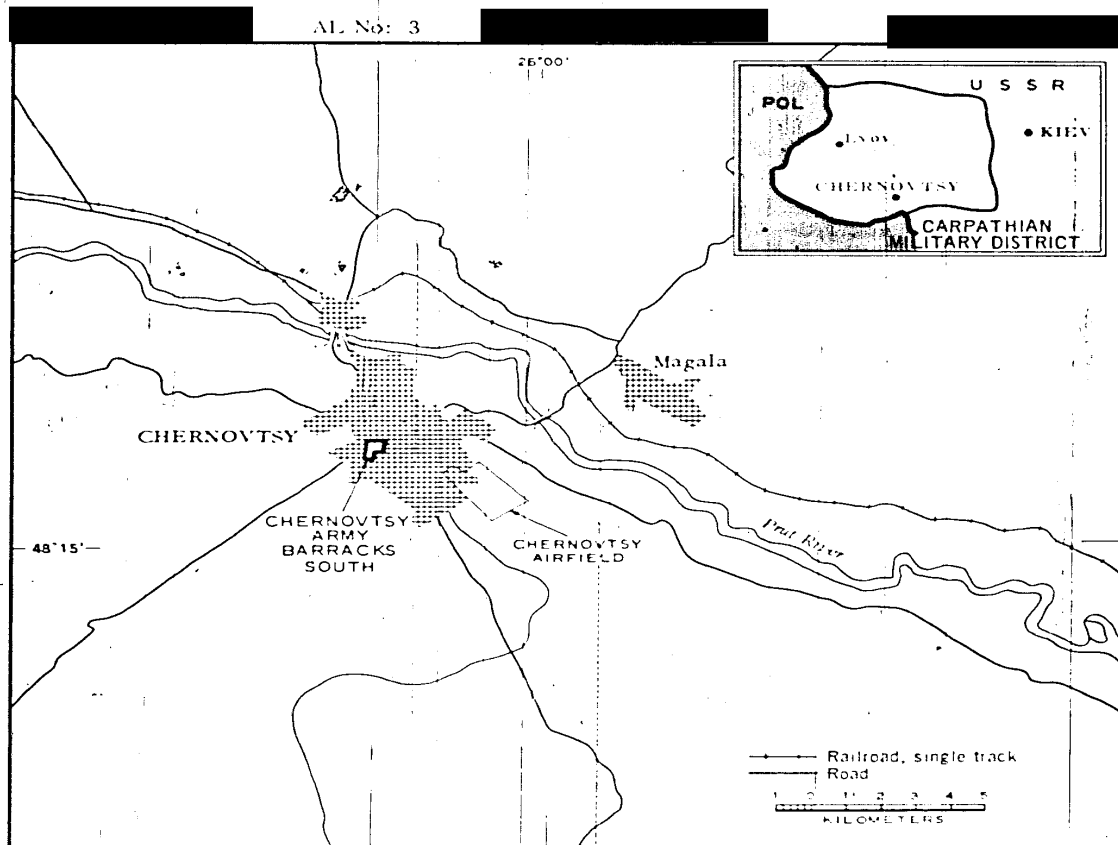 AL No: 3
26°00'
U S S R
POL
KIEV
Lvov
CHERNOVTSY
CARPATHIAN
MILITARY DISTRICT
Magala
CHERNOVTSY
CHERNOVTSY
ARMY
BARRACKS
SOUTH
CHERNOVTSY
AIRFIELD
48°15'
Prut River
Railroad, single track
Road
1 0 1 2 3 4 5
KILOMETERS